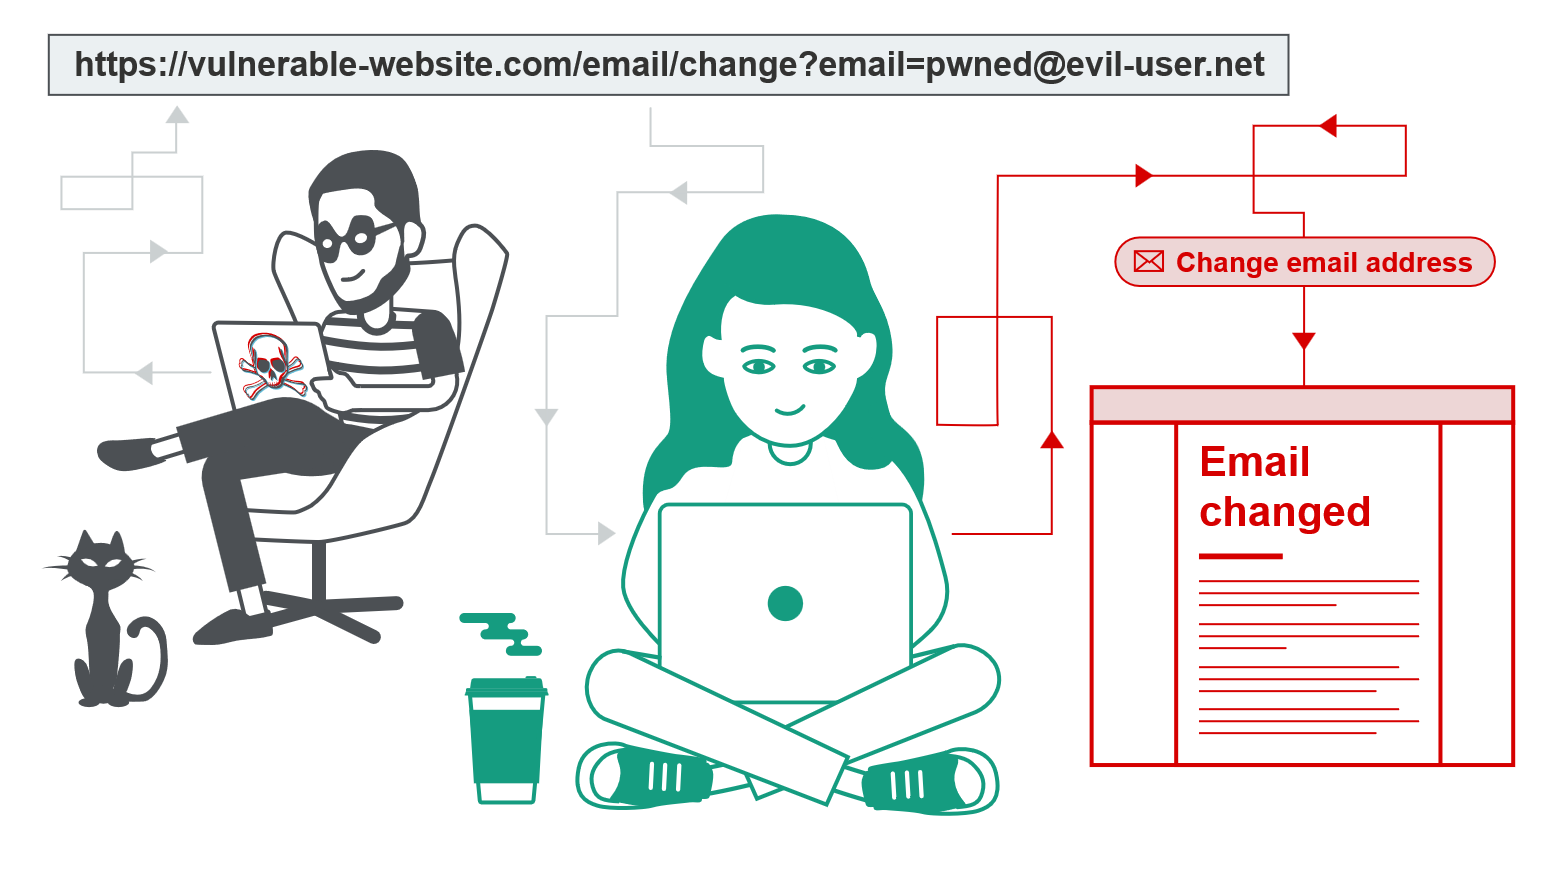 https://vulnerable-website.com/email/change?email=pwned@evil-user.net
Change email address
Email
changed